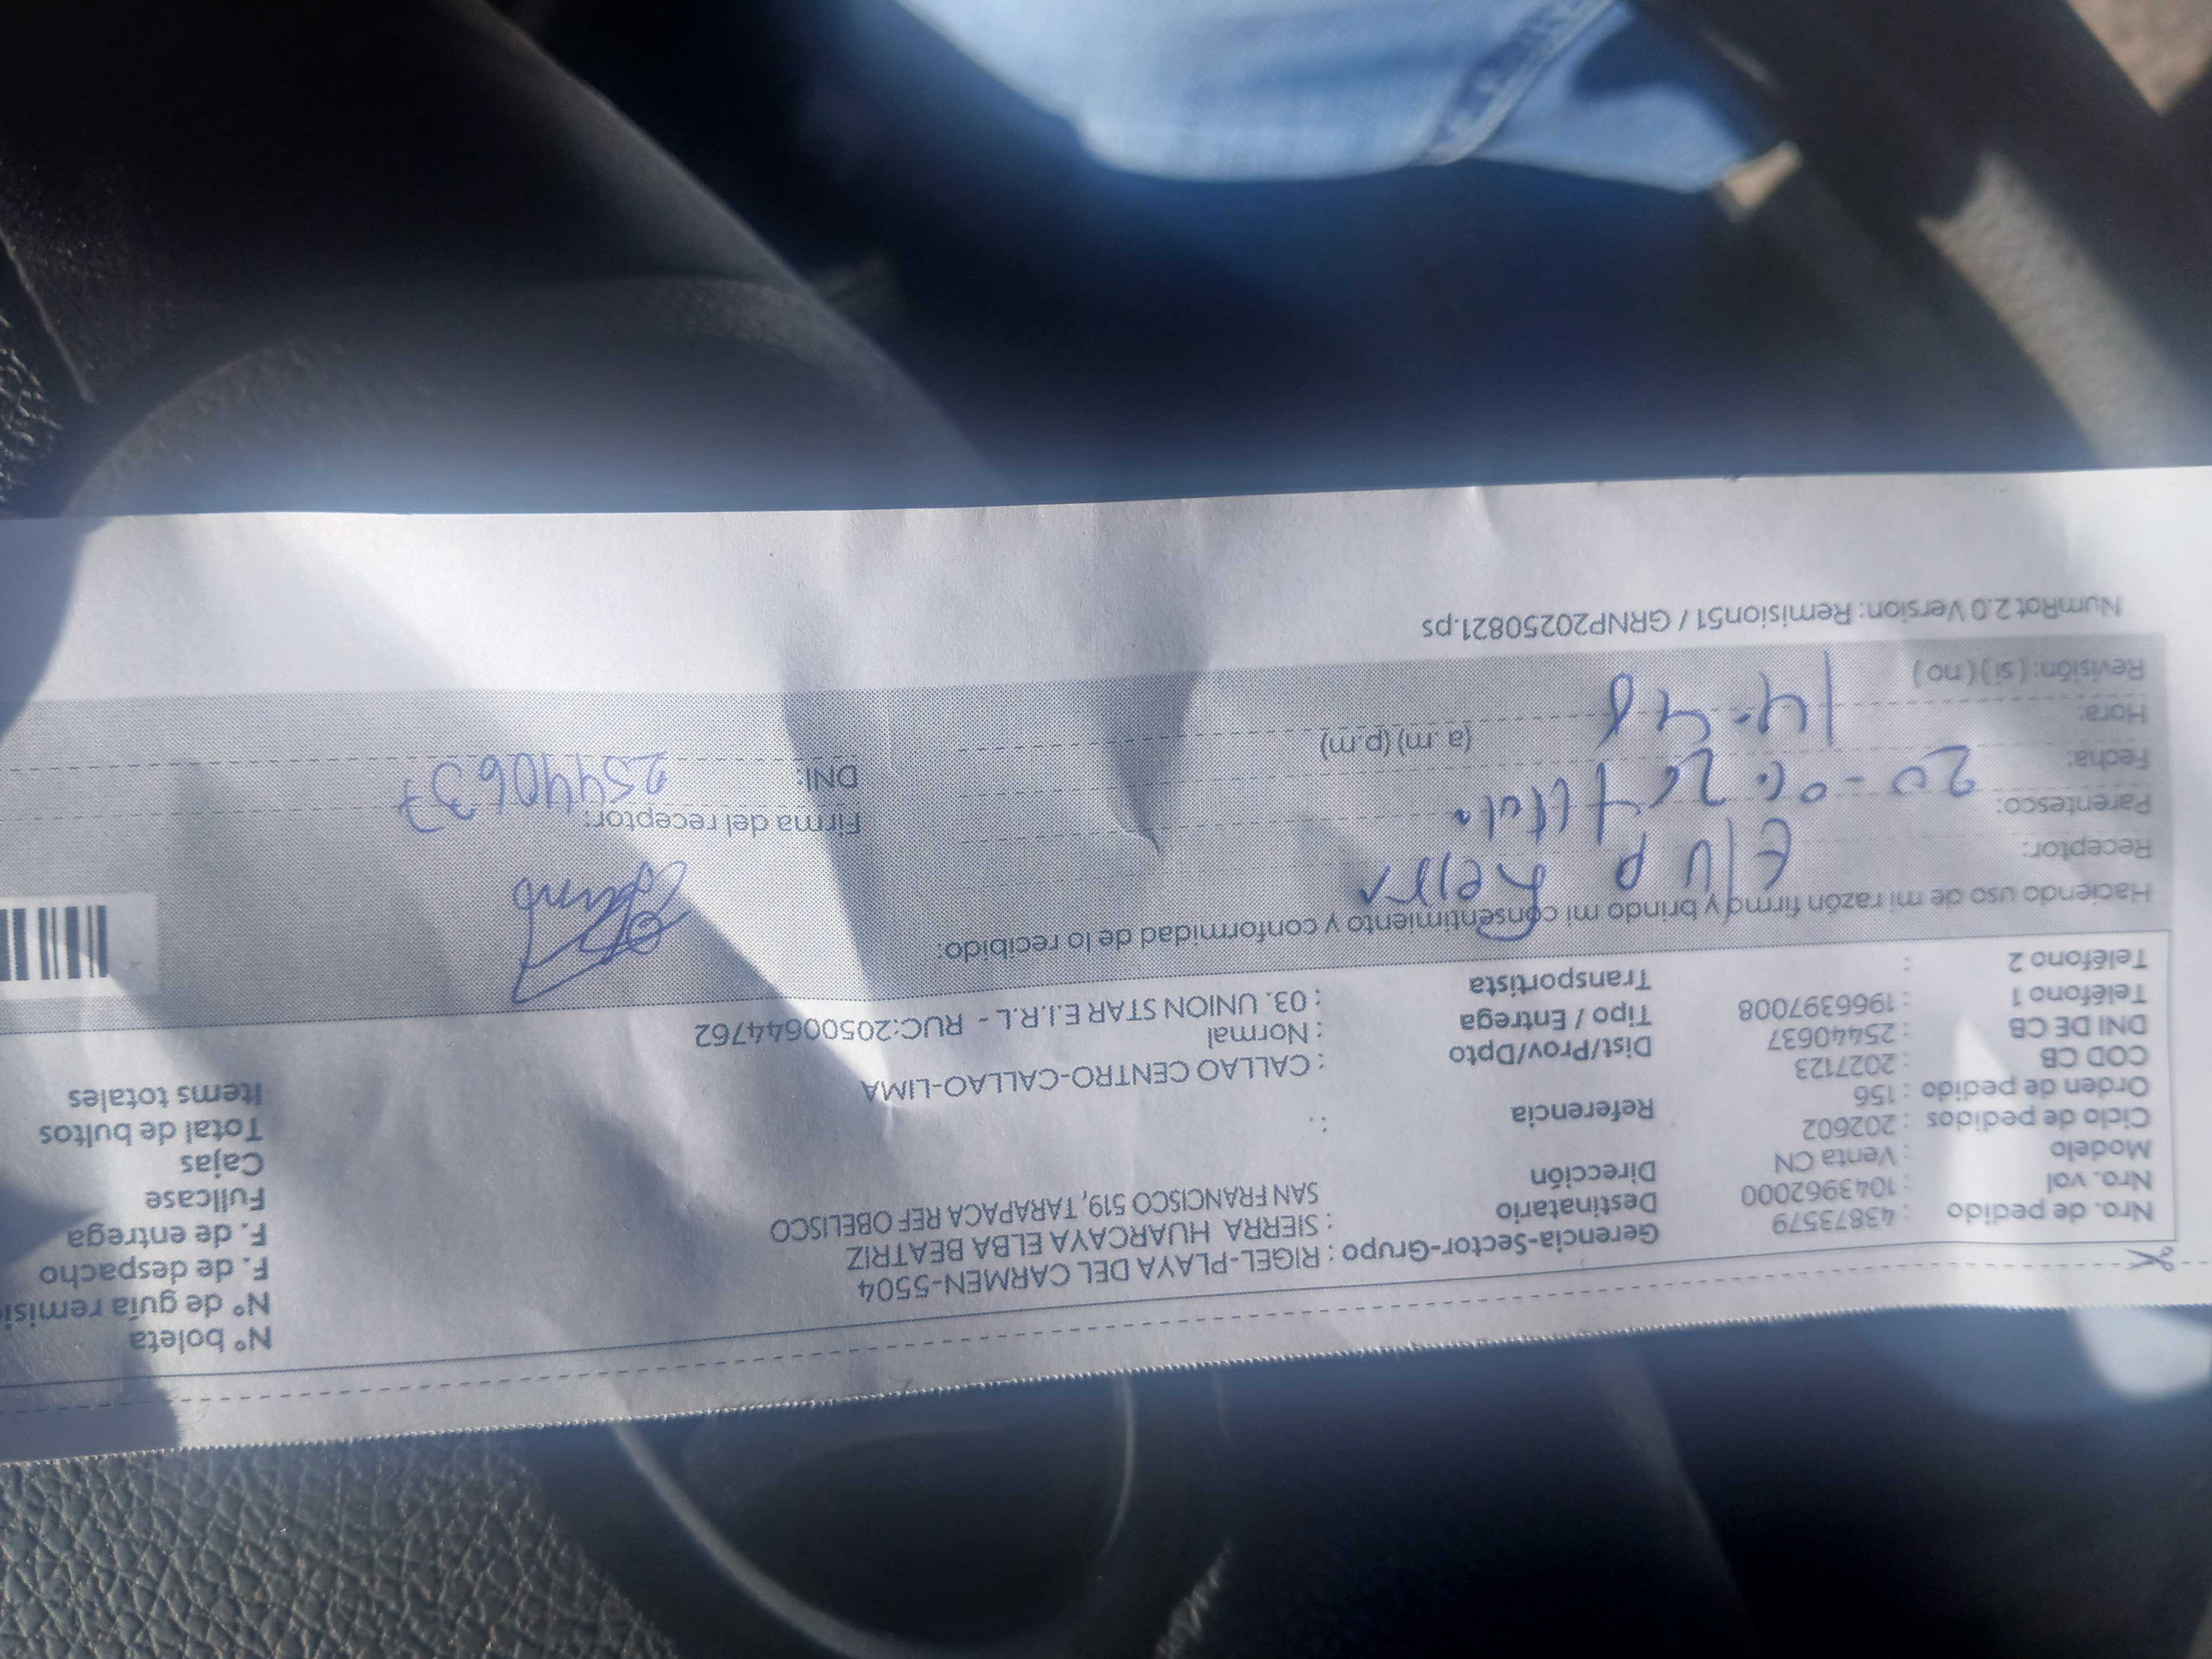 Nº boleta
Nº de guía remisi
F. de despacho
F. de entrega
Fullcase
Cajas
Total de bultos
Items totales
Nro. de pedido : 43873579
Nro. vol : 1043962000
Modelo : Venta CN
Ciclo de pedidos : 202602
Orden de pedido : 156
COD CB : 2027123
DNI DE CB : 25440637
Teléfono 1 : 1966397008
Teléfono 2 :
Gerencia-Sector-Grupo : RIGEL-PLAYA DEL CARMEN-5504
Destinatario : SIERRA HUARCAYA ELBA BEATRIZ
Dirección SAN FRANCISCO 519, TARAPACA REF OBELISCO
Referencia :
Dist/Prov/Dpto : CALLAO CENTRO-CALLAO-LIMA
Tipo / Entrega : Normal
Transportista : 03. UNION STAR E.I.R.L - RUC:20500644762
Haciendo uso de mi razón firmo y brindo mi consentimiento y conformidad de lo recibido:
Receptor:
Parentesco:
Fecha:
Hora: 14:48 (a. m) (p.m)
Revisión: ( si ) ( no )
Firma del receptor:
DNI: 25440637
NumRot 2.0 Version: Remision51 / GRNP20250821.ps